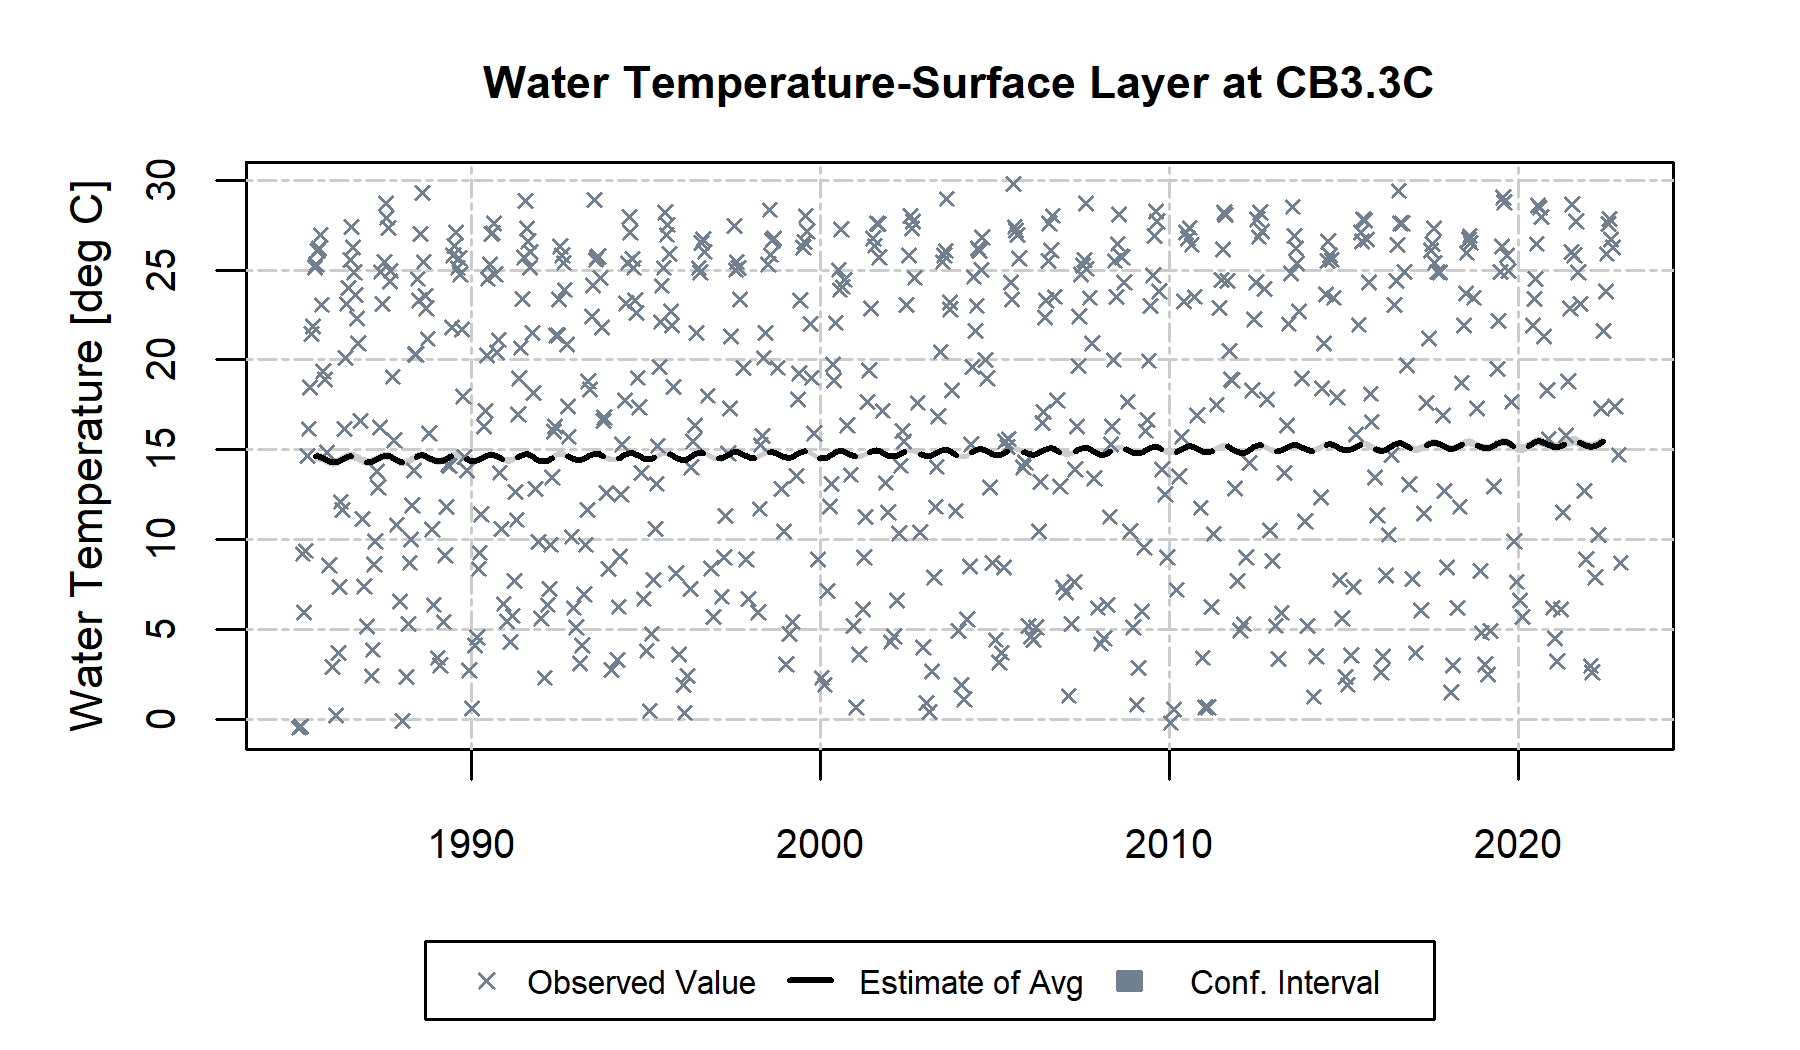 Water Temperature-Surface Layer at CB3.3C
Water Temperature [deg C]
30
25
20
15
10
5
0
1990 2000 2010 2020
Observed Value Estimate of Avg Conf. Interval